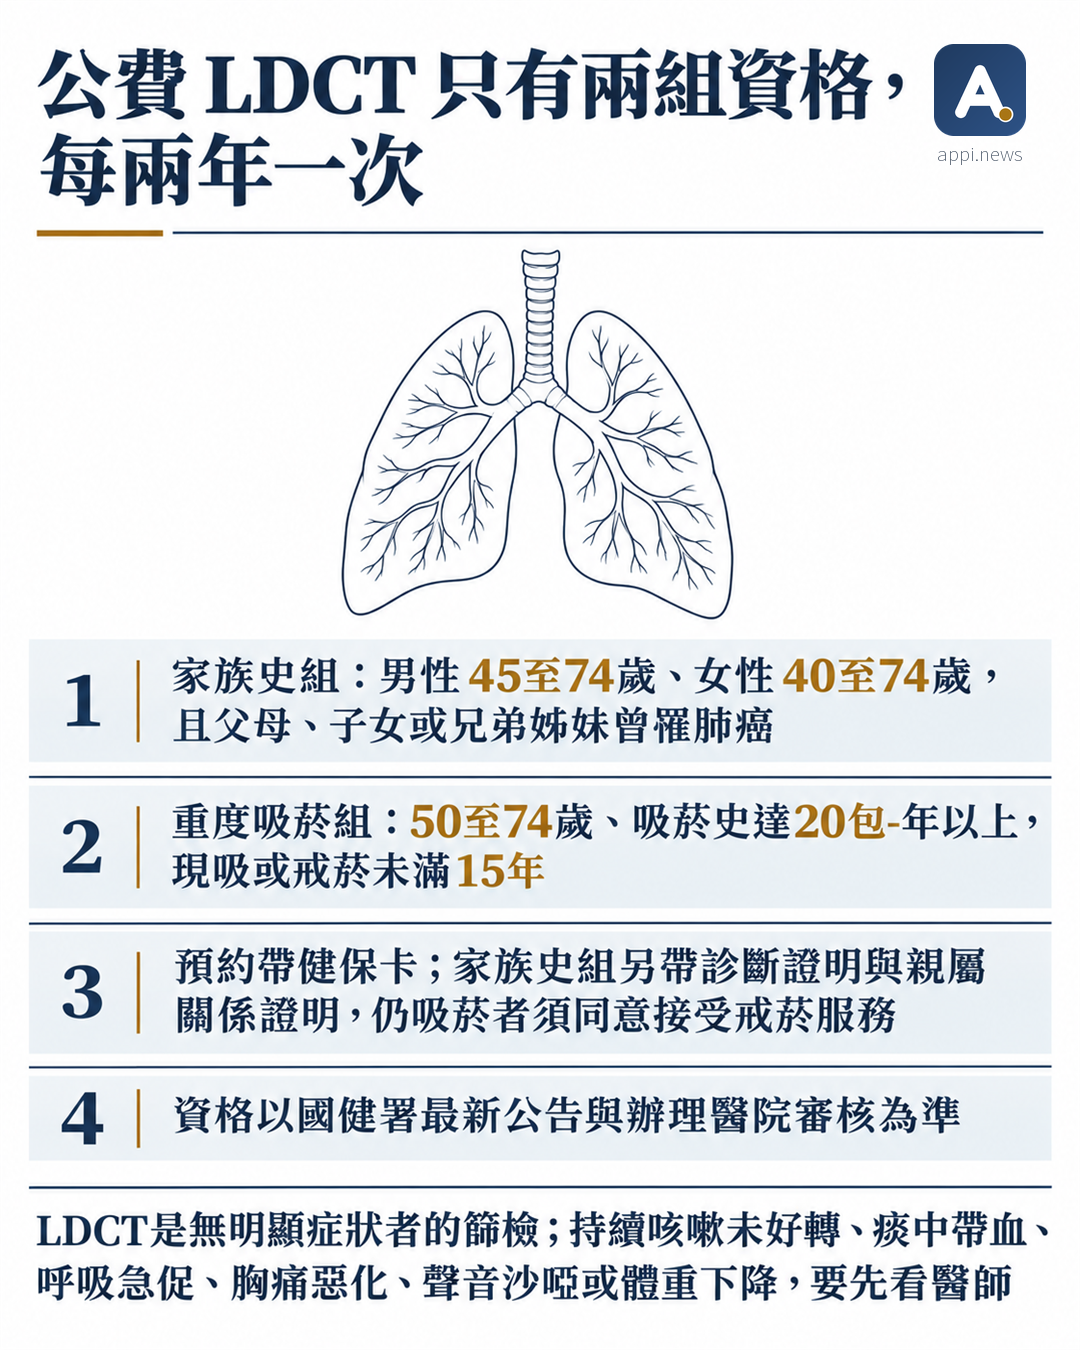 公費 LDCT 只有兩組資格，
每兩年一次
A.
appi.news
1
家族史組：男性 45至74歲、女性 40至74歲，
且父母、子女或兄弟姊妹曾罹肺癌
2
重度吸菸組：50至74歲、吸菸史達20包-年以上，
現吸或戒菸未滿15年
3
預約帶健保卡；家族史組另帶診斷證明與親屬
關係證明，仍吸菸者須同意接受戒菸服務
4
資格以國健署最新公告與辦理醫院審核為準
LDCT是無明顯症狀者的篩檢；持續咳嗽未好轉、痰中帶血、
呼吸急促、胸痛惡化、聲音沙啞或體重下降，要先看醫師